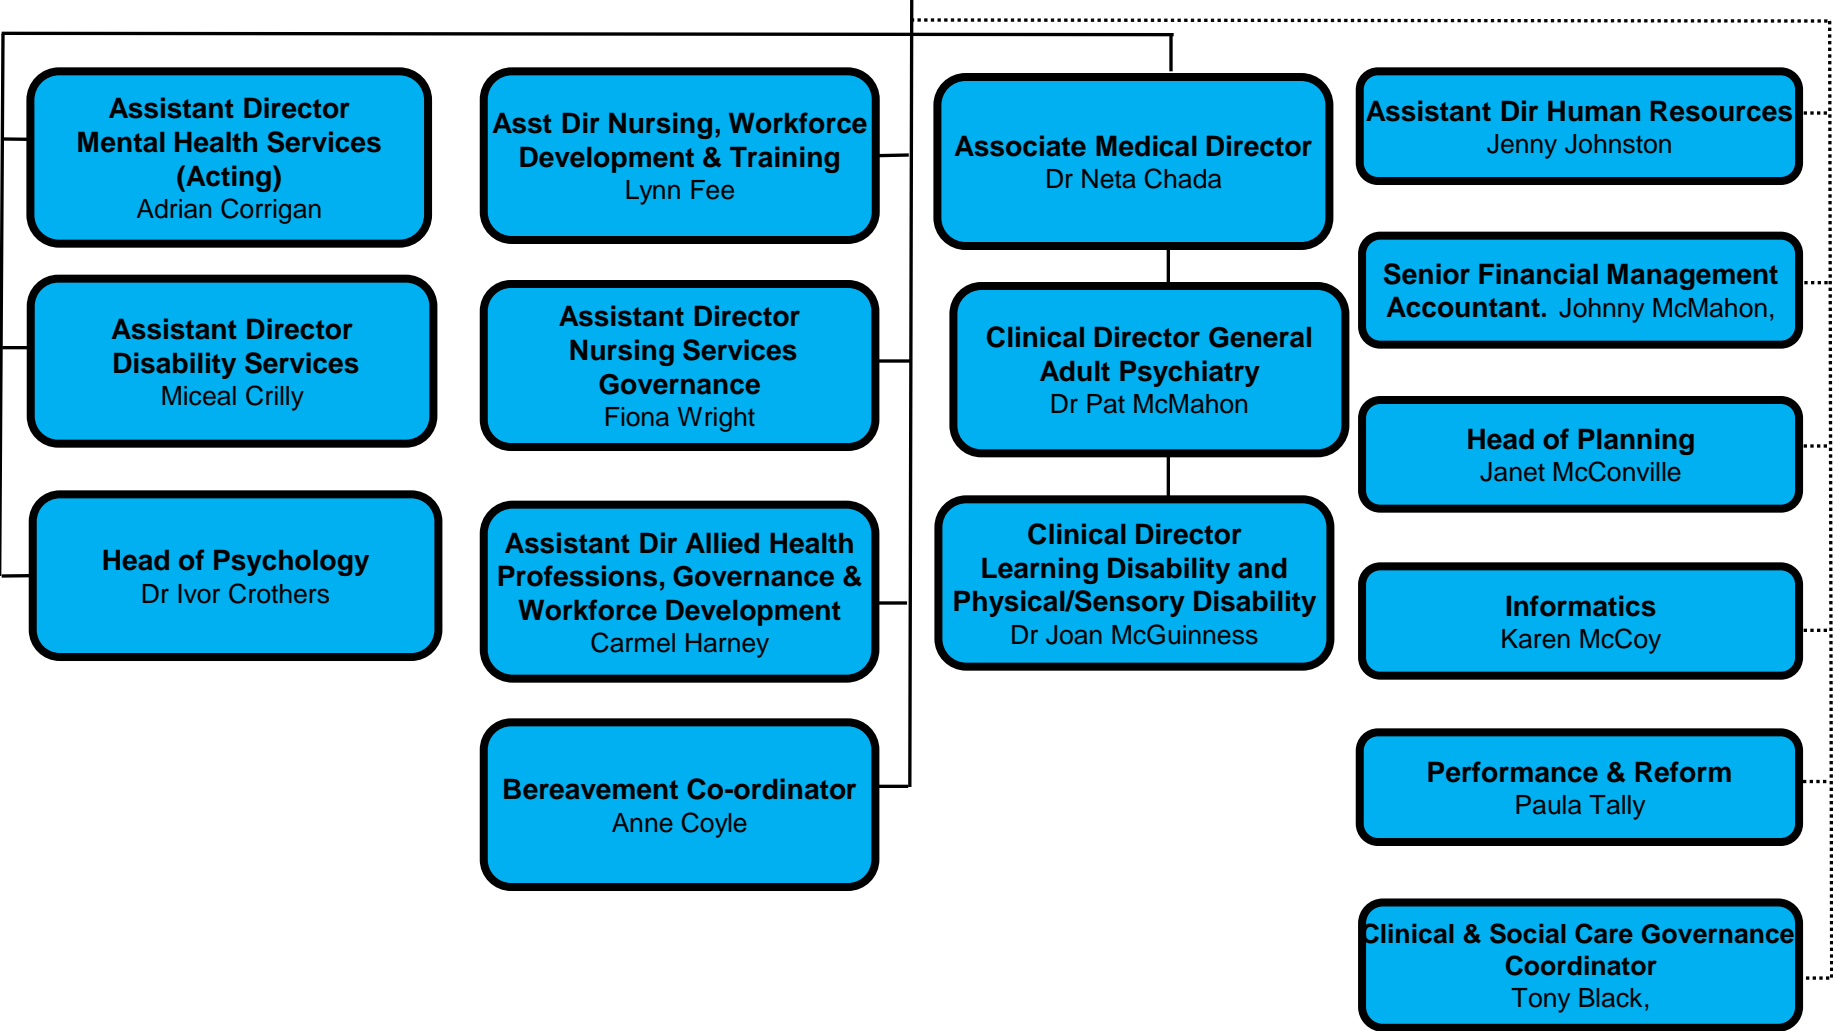 Assistant Director
Mental Health Services
(Acting)
Adrian Corrigan
Assistant Director
Disability Services
Miceal Crilly
Head of Psychology
Dr Ivor Crothers
Asst Dir Nursing, Workforce
Development & Training
Lynn Fee
Assistant Director
Nursing Services
Governance
Fiona Wright
Assistant Dir Allied Health
Professions, Governance &
Workforce Development
Carmel Harney
Bereavement Co-ordinator
Anne Coyle
Associate Medical Director
Dr Neta Chada
Clinical Director General
Adult Psychiatry
Dr Pat McMahon
Clinical Director
Learning Disability and
Physical/Sensory Disability
Dr Joan McGuinness
Assistant Dir Human Resources
Jenny Johnston
Senior Financial Management
Accountant. Johnny McMahon,
Head of Planning
Janet McConville
Informatics
Karen McCoy
Performance & Reform
Paula Tally
Clinical & Social Care Governance
Coordinator
Tony Black,